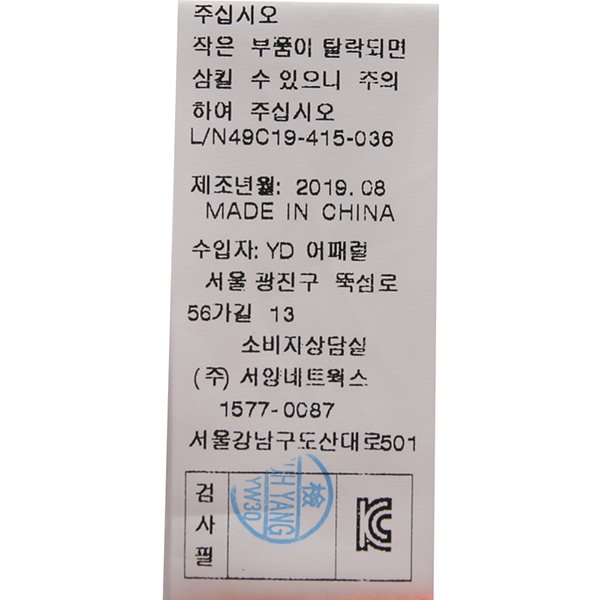 주십시오
작은 부품이 탈락되면
삼킬 수 있으니 주의
하여 주십시오
L/N49C19-415-036
제조년월: 2019.08
MADE IN CHINA
수입자: YD 어패럴
서울 광진구 뚝섬로
56가길 13
소비자상담실
(주) 서양네트웍스
1577-0087
서울강남구도산대로501
검사필
檢
YANG
YW30